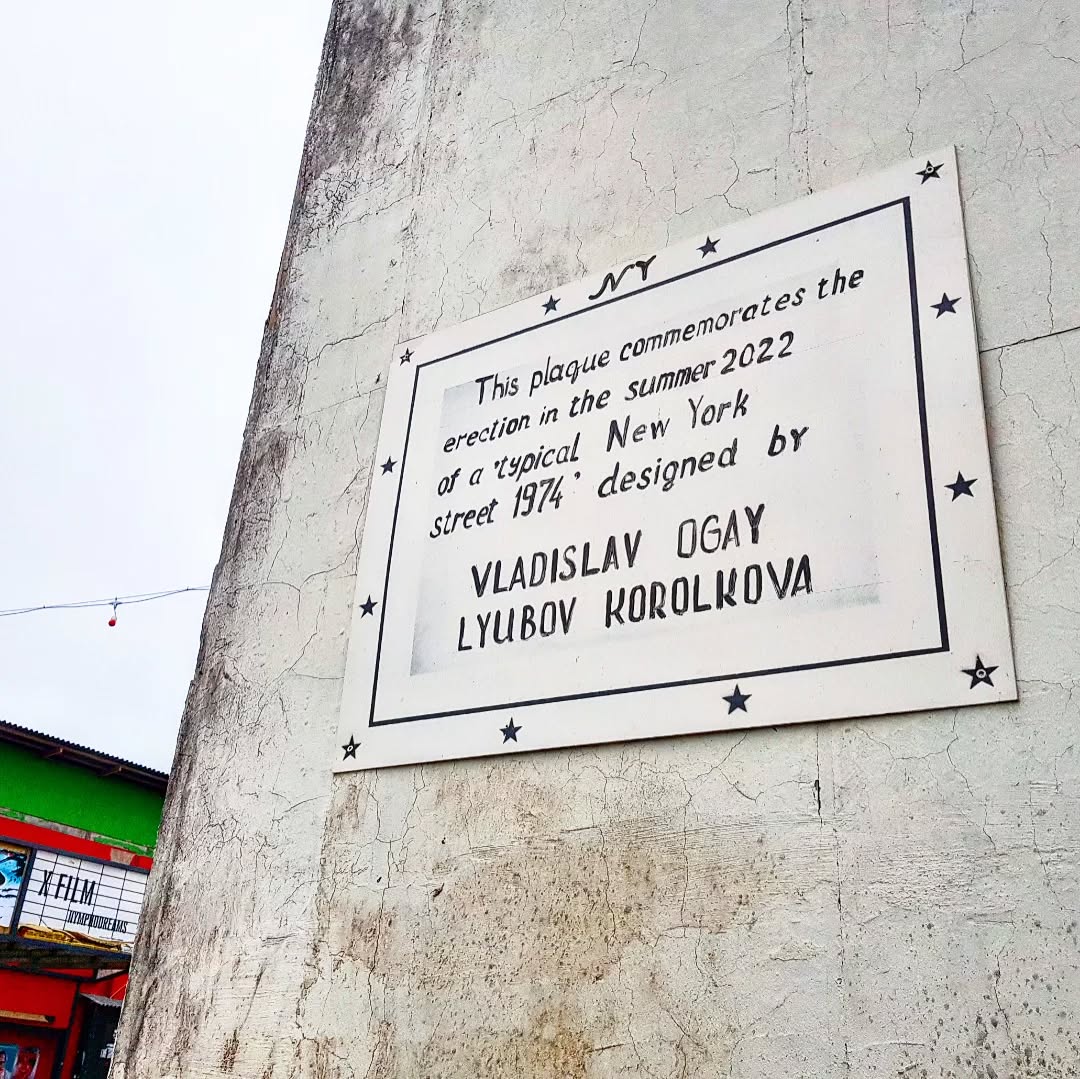 NY
This plaque commemorates the
erection in the summer 2022
of a 'typical New York
street 1974' designed by
VLADISLAV OGAY
LYUBOV KOROLKOVA
X FILM
NYMPHODREAMS